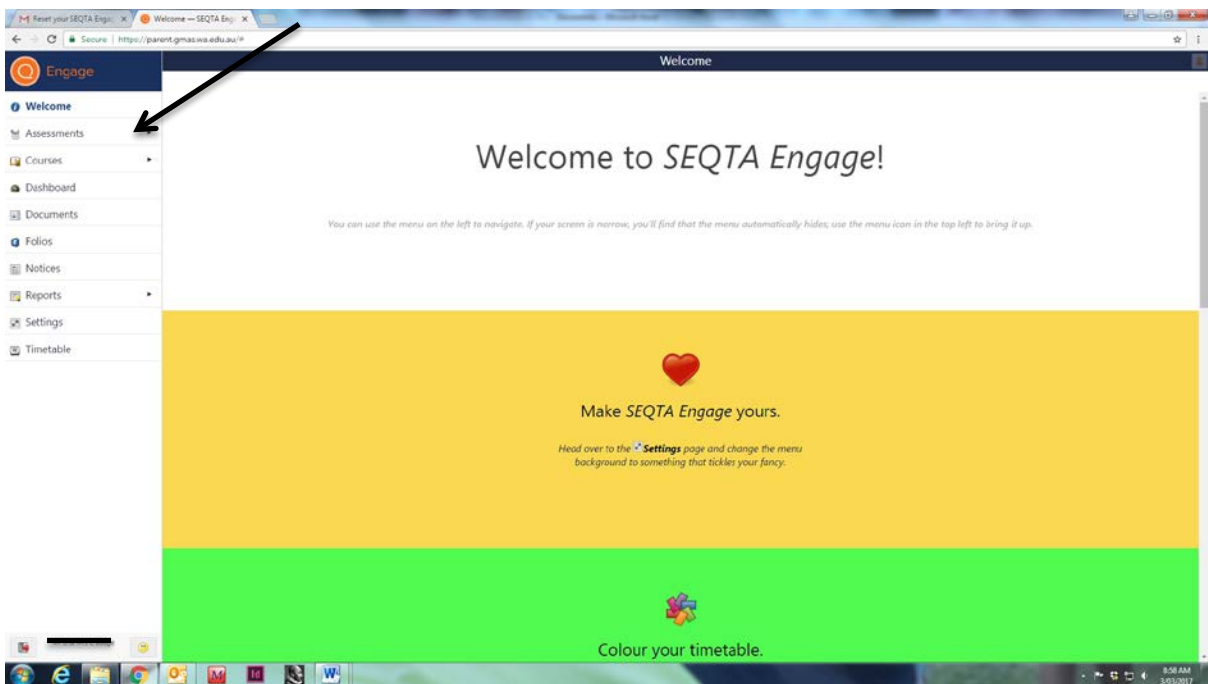 Reset your SEQTA Enga
Welcome — SEQTA Eng
Secure https://parent.gmas.wa.edu.au/#
Engage
Welcome
Welcome
Assessments
Courses
Dashboard
Documents
Folios
Notices
Reports
Settings
Timetable
Welcome to SEQTA Engage!
You can use the menu on the left to navigate. If your screen is narrow, you'll find that the menu automatically hides; use the menu icon in the top left to bring it up.
Make SEQTA Engage yours.
Head over to the Settings page and change the menu
background to something that tickles your fancy.
Colour your timetable.
8:58 AM
3/03/2017